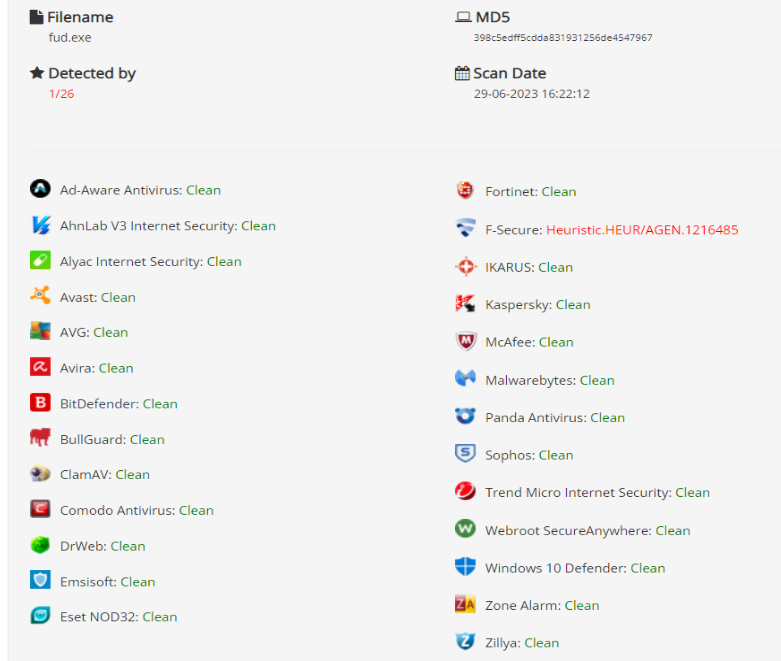 Filename
fud.exe
MD5
398c5edff5cdda831931256de4547967
Detected by
1/26
Scan Date
29-06-2023 16:22:12
Ad-Aware Antivirus: Clean
AhnLab V3 Internet Security: Clean
Alyac Internet Security: Clean
Avast: Clean
AVG: Clean
Avira: Clean
BitDefender: Clean
BullGuard: Clean
ClamAV: Clean
Comodo Antivirus: Clean
DrWeb: Clean
Emsisoft: Clean
Eset NOD32: Clean
Fortinet: Clean
F-Secure: Heuristic.HEUR/AGEN.1216485
IKARUS: Clean
Kaspersky: Clean
McAfee: Clean
Malwarebytes: Clean
Panda Antivirus: Clean
Sophos: Clean
Trend Micro Internet Security: Clean
Webroot SecureAnywhere: Clean
Windows 10 Defender: Clean
Zone Alarm: Clean
Zillya: Clean